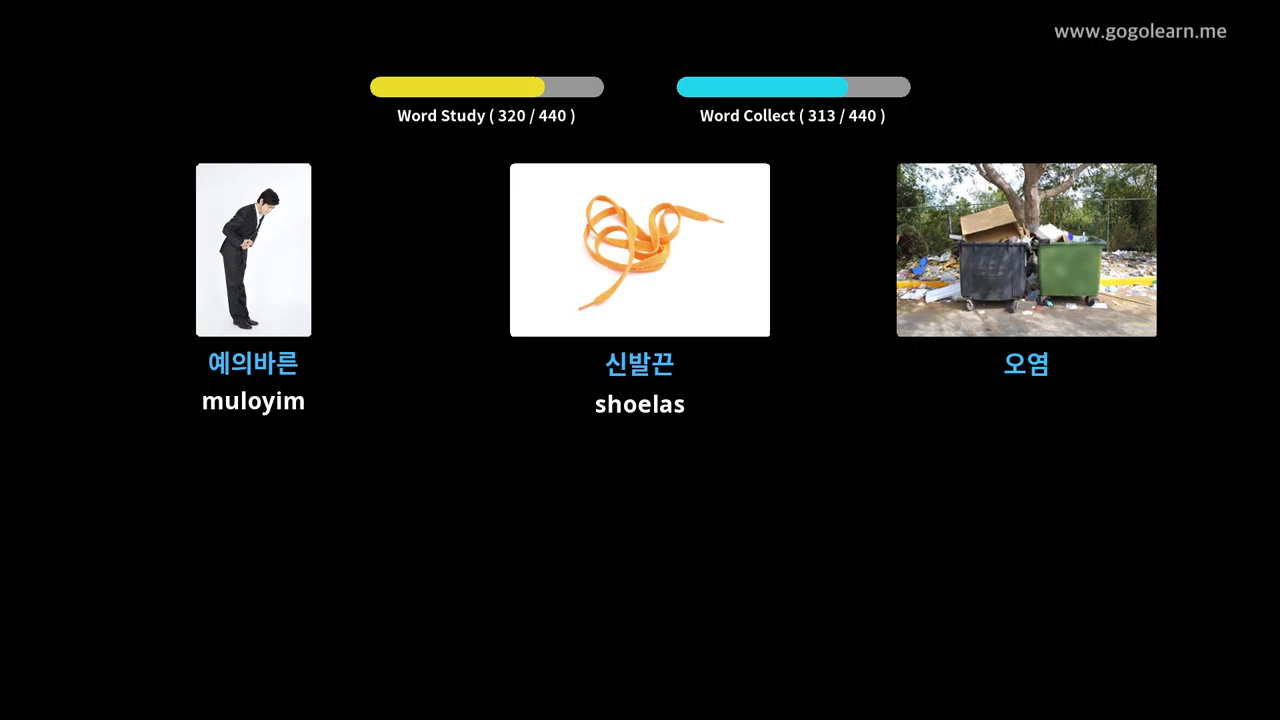 www.gogolearn.me
Word Study ( 320 / 440 )
Word Collect ( 313 / 440 )
예의바른
muloyim
신발끈
shoelas
오염